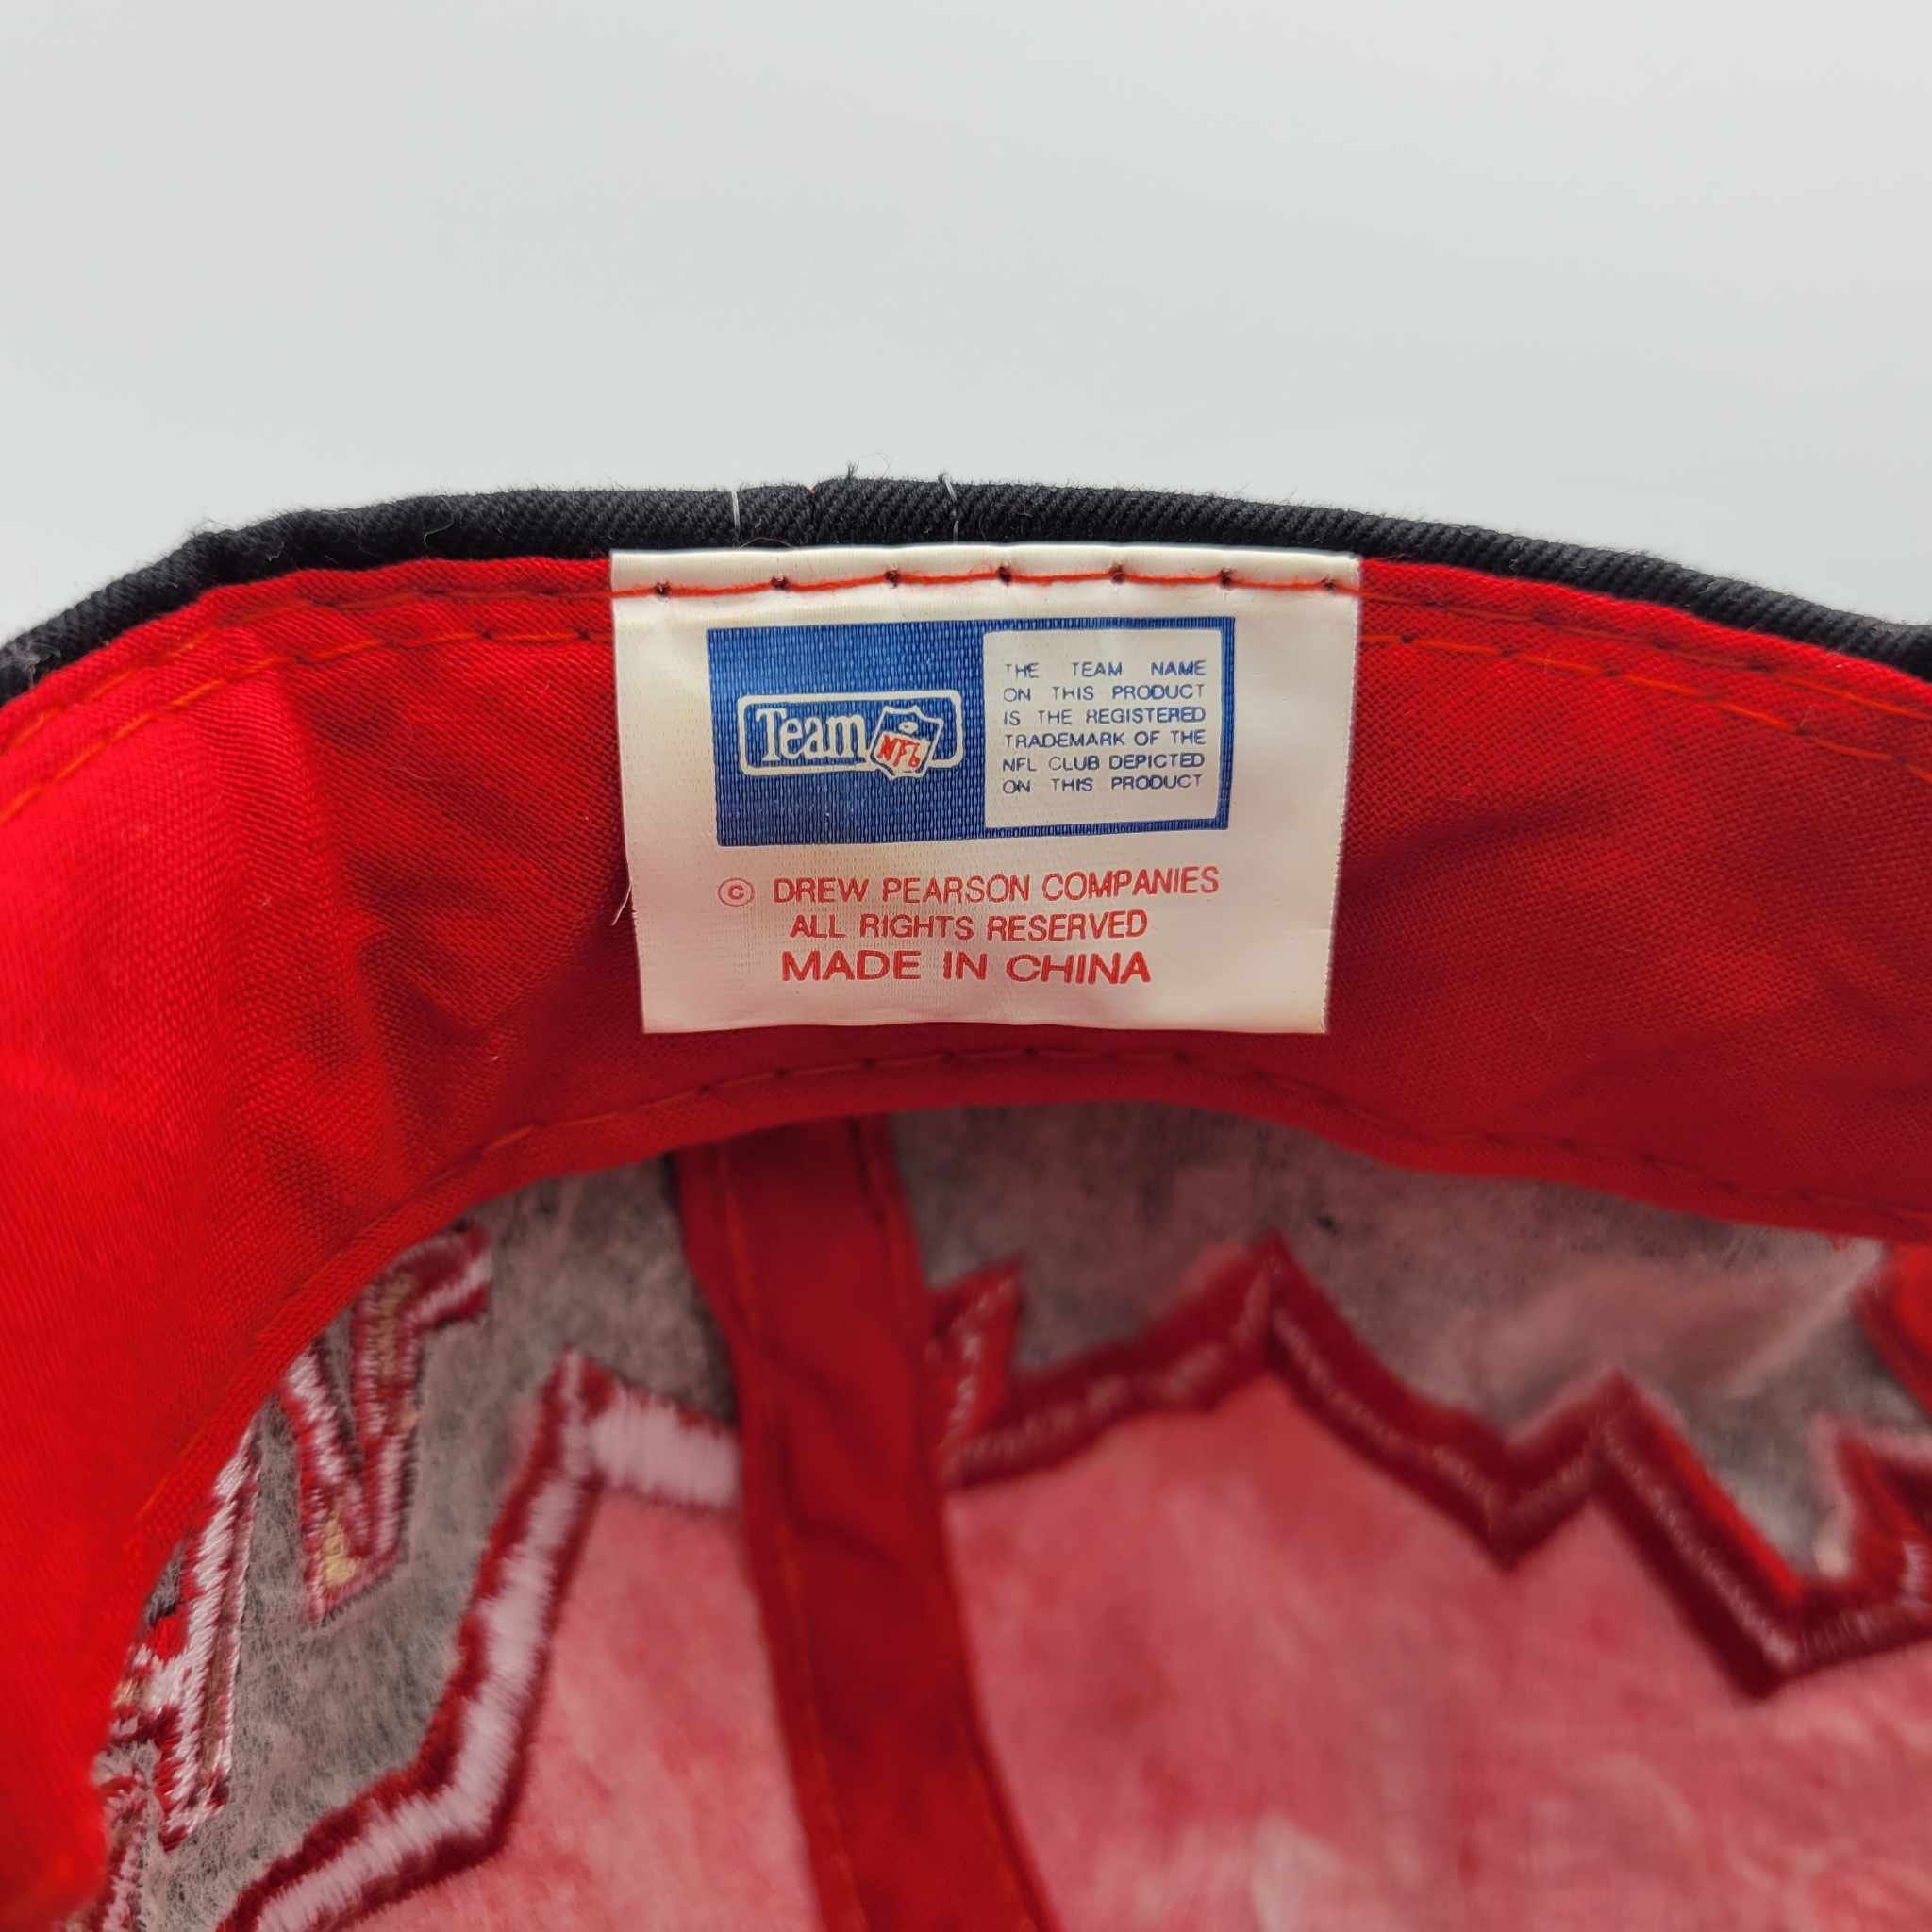 Team NFL
THE TEAM NAME
ON THIS PRODUCT
IS THE REGISTERED
TRADEMARK OF THE
NFL CLUB DEPICTED
ON THIS PRODUCT
© DREW PEARSON COMPANIES
ALL RIGHTS RESERVED
MADE IN CHINA